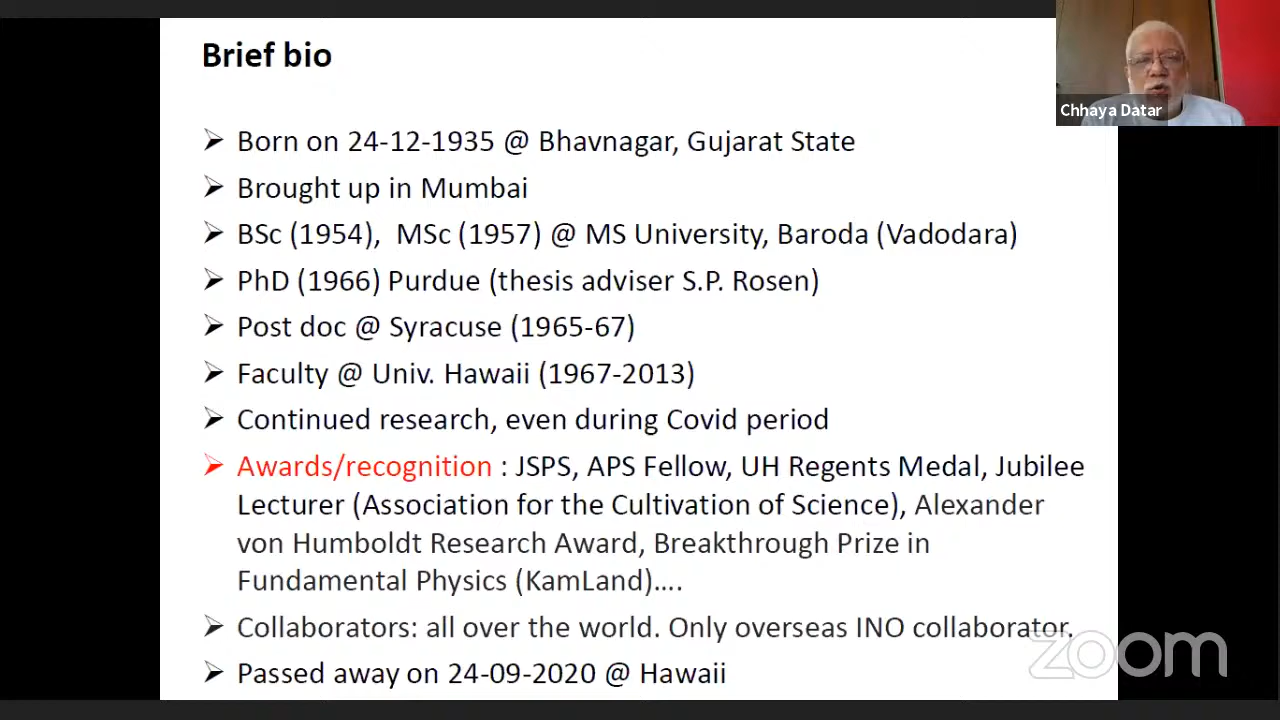 Brief bio
Chhaya Datar
Born on 24-12-1935 @ Bhavnagar, Gujarat State
Brought up in Mumbai
BSc (1954), MSc (1957) @ MS University, Baroda (Vadodara)
PhD (1966) Purdue (thesis adviser S.P. Rosen)
Post doc @ Syracuse (1965-67)
Faculty @ Univ. Hawaii (1967-2013)
Continued research, even during Covid period
Awards/recognition : JSPS, APS Fellow, UH Regents Medal, Jubilee
Lecturer (Association for the Cultivation of Science), Alexander
von Humboldt Research Award, Breakthrough Prize in
Fundamental Physics (KamLand)....
Collaborators: all over the world. Only overseas INO collaborator.
zoom
Passed away on 24-09-2020 @ Hawaii